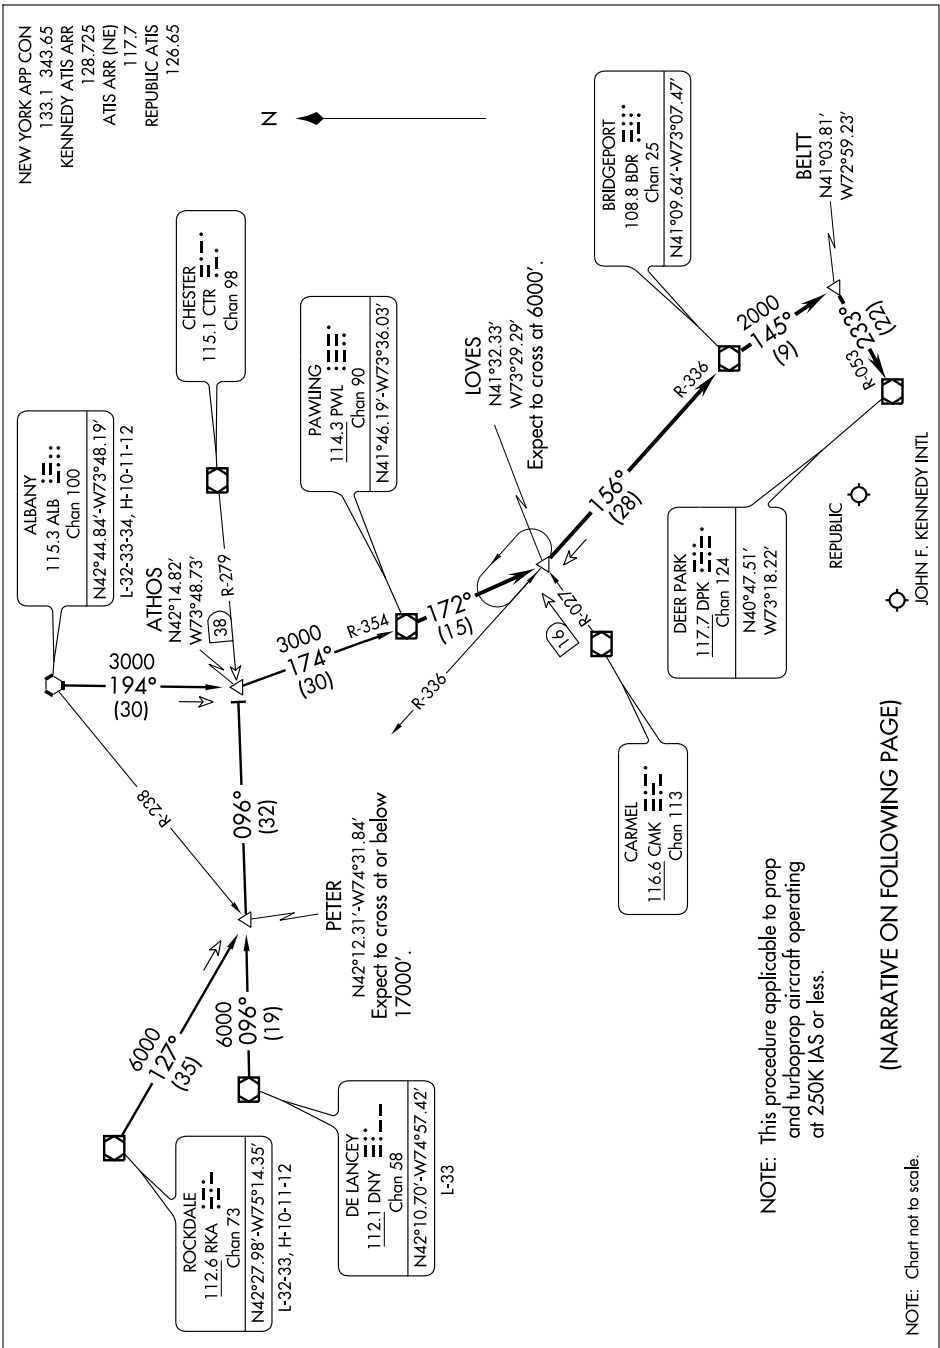 NEW YORK APP CON
133.1 343.65
KENNEDY ATIS ARR
128.725
ATIS ARR (NE)
117.7
REPUBLIC ATIS
126.65
N
ALBANY
115.3 ALB
Chan 100
N42°44.84'-W73°48.19'
L-32-33-34, H-10-11-12
CHESTER
115.1 CTR
Chan 98
R-279
38
ATHOS
N42°14.82'
W73°48.73'
3000
194°
(30)
R-238
ROCKDALE
112.6 RKA
Chan 73
N42°27.98'-W75°14.35'
L-32-33, H-10-11-12
6000
127°
(35)
DE LANCEY
112.1 DNY
Chan 58
N42°10.70'-W74°57.42'
L-33
6000
096°
(19)
PETER
N42°12.31'-W74°31.84'
Expect to cross at or below
17000'.
096°
(32)
3000
174°
(30)
R-354
PAWLING
114.3 PWL
Chan 90
N41°46.19'-W73°36.03'
172°
(15)
R-336
LOVES
N41°32.33'
W73°29.29'
Expect to cross at 6000'.
R-027
16
CARMEL
116.6 CMK
Chan 113
156°
(28)
R-336
BRIDGEPORT
108.8 BDR
Chan 25
N41°09.64'-W73°07.47'
2000
145°
(9)
BELTT
N41°03.81'
W72°59.23'
233°
(22)
R-053
DEER PARK
117.7 DPK
Chan 124
N40°47.51'
W73°18.22'
REPUBLIC
JOHN F. KENNEDY INTL
NOTE: This procedure applicable to prop
and turboprop aircraft operating
at 250K IAS or less.
(NARRATIVE ON FOLLOWING PAGE)
NOTE: Chart not to scale.